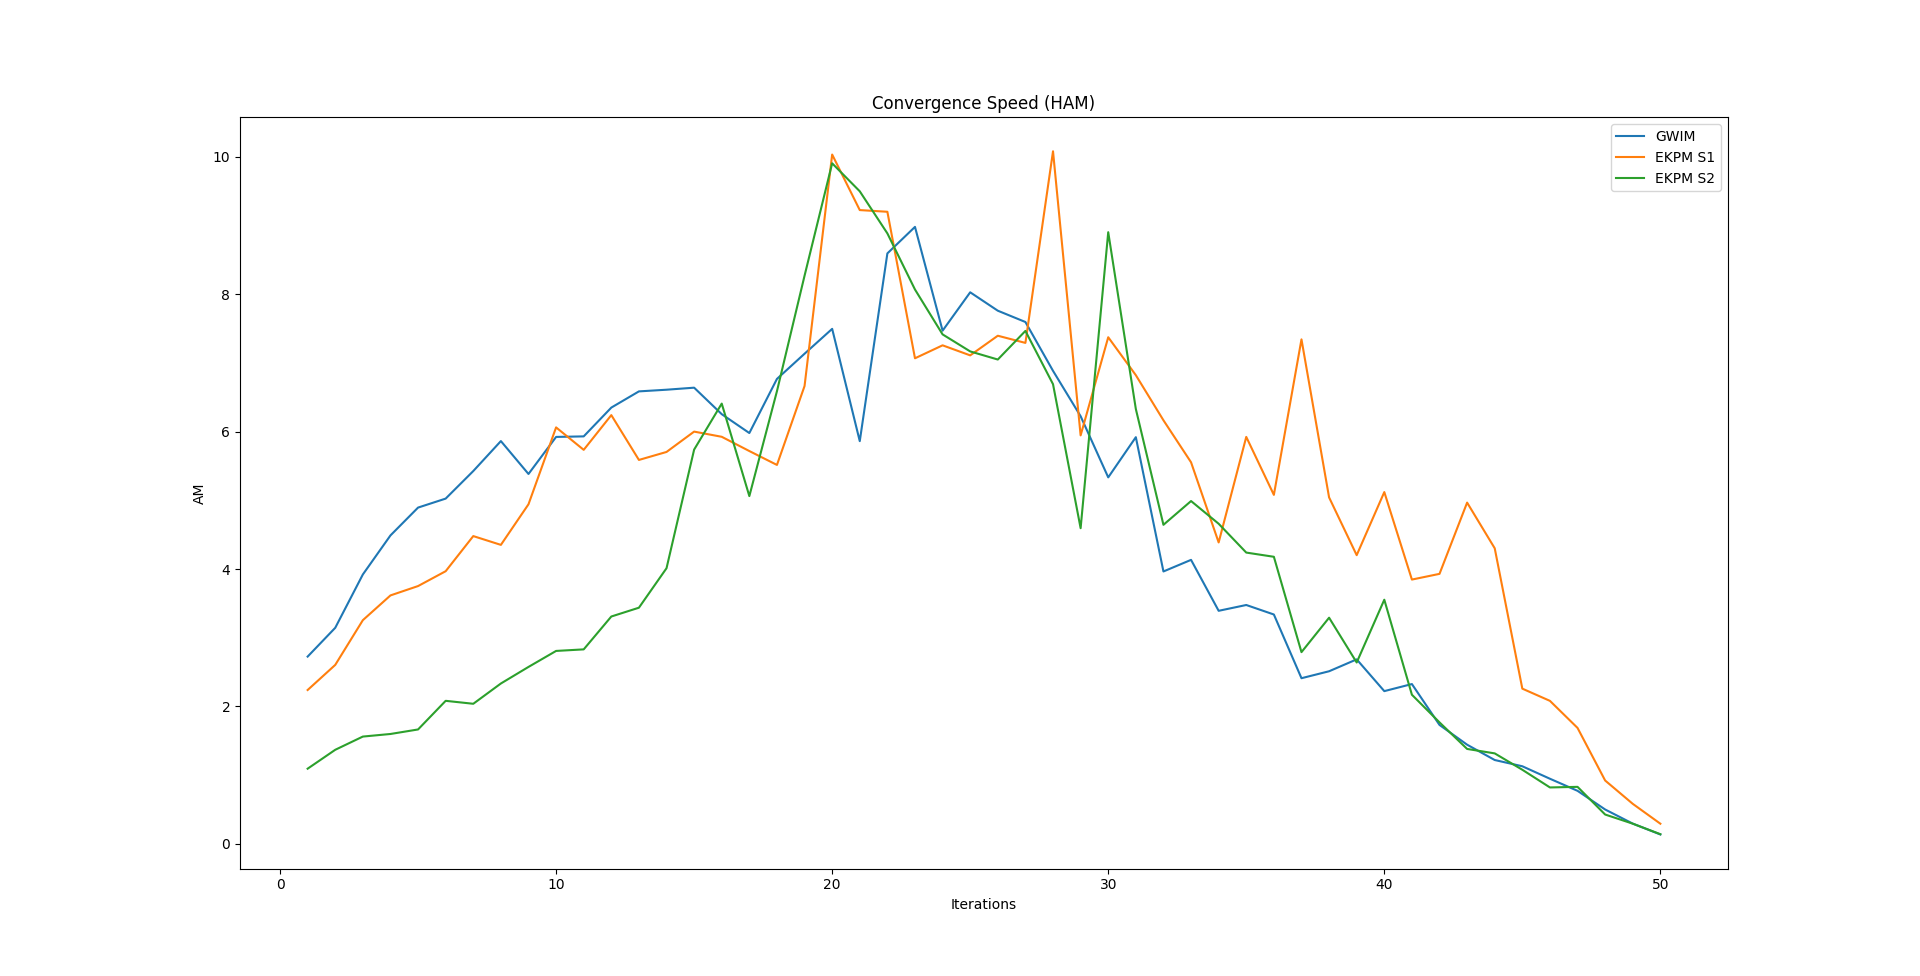 Convergence Speed (HAM)
GWIM
EKPM S1
EKPM S2
10
8
6
4
2
0
AM
0 10 20 30 40 50
Iterations